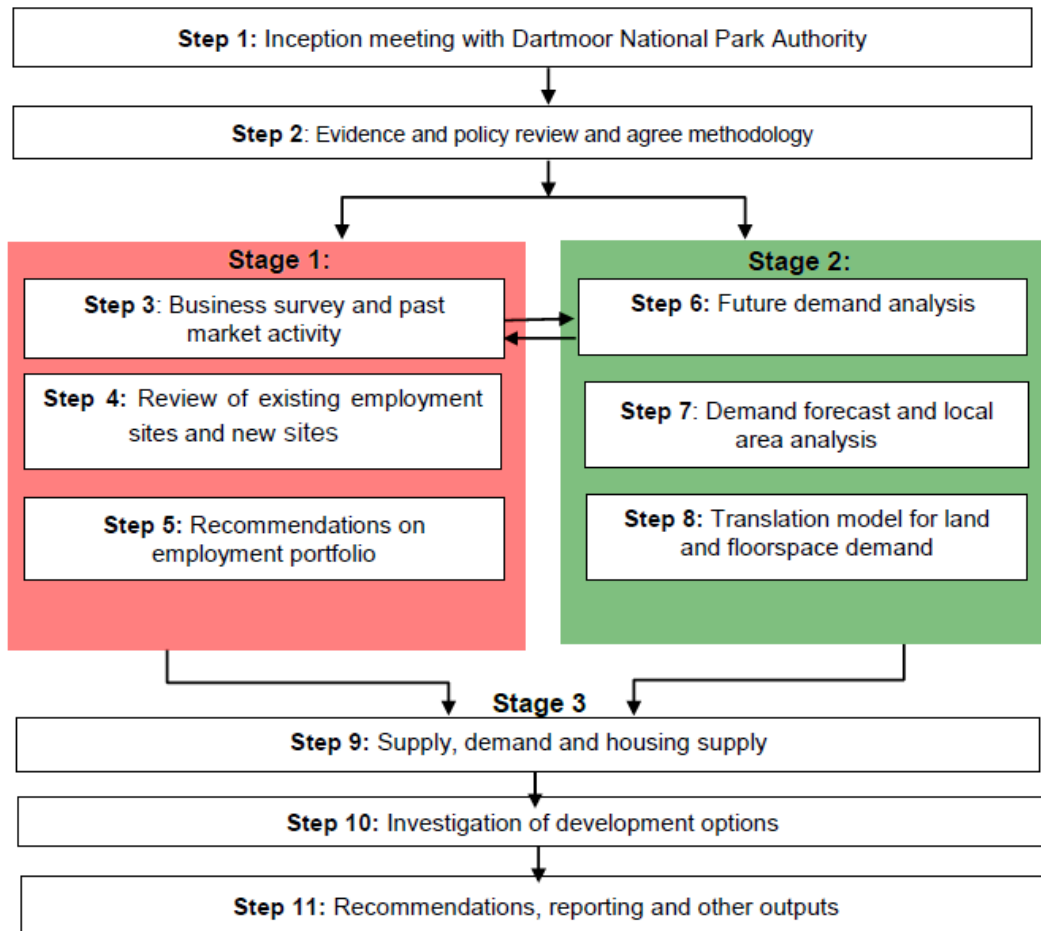 Step 1: Inception meeting with Dartmoor National Park Authority
Step 2: Evidence and policy review and agree methodology
Stage 1:
Step 3: Business survey and past
market activity
Step 4: Review of existing employment
sites and new sites
Step 5: Recommendations on
employment portfolio
Stage 2:
Step 6: Future demand analysis
Step 7: Demand forecast and local
area analysis
Step 8: Translation model for land
and floorspace demand
Stage 3
Step 9: Supply, demand and housing supply
Step 10: Investigation of development options
Step 11: Recommendations, reporting and other outputs